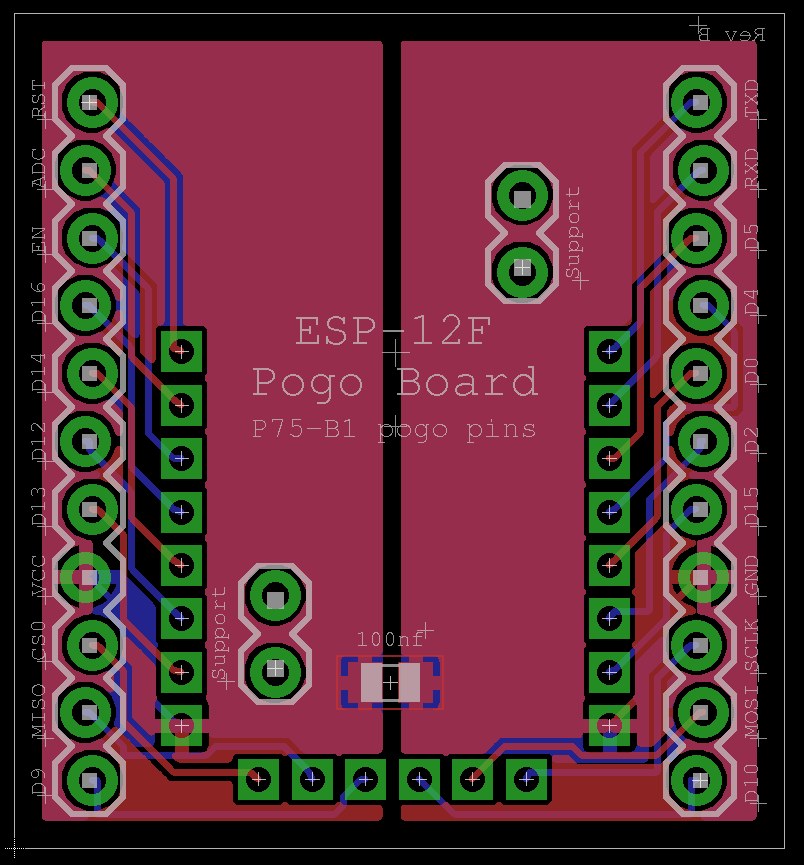 Rev B
RST
ADC
EN
D16
D14
D12
D13
VCC
CS0
MISO
D9
TXD
RXD
D5
D4
D0
D2
D15
GND
SCLK
MOSI
D10
Support
ESP-12F
Pogo Board
P75-B1 pogo pins
Support
100nf